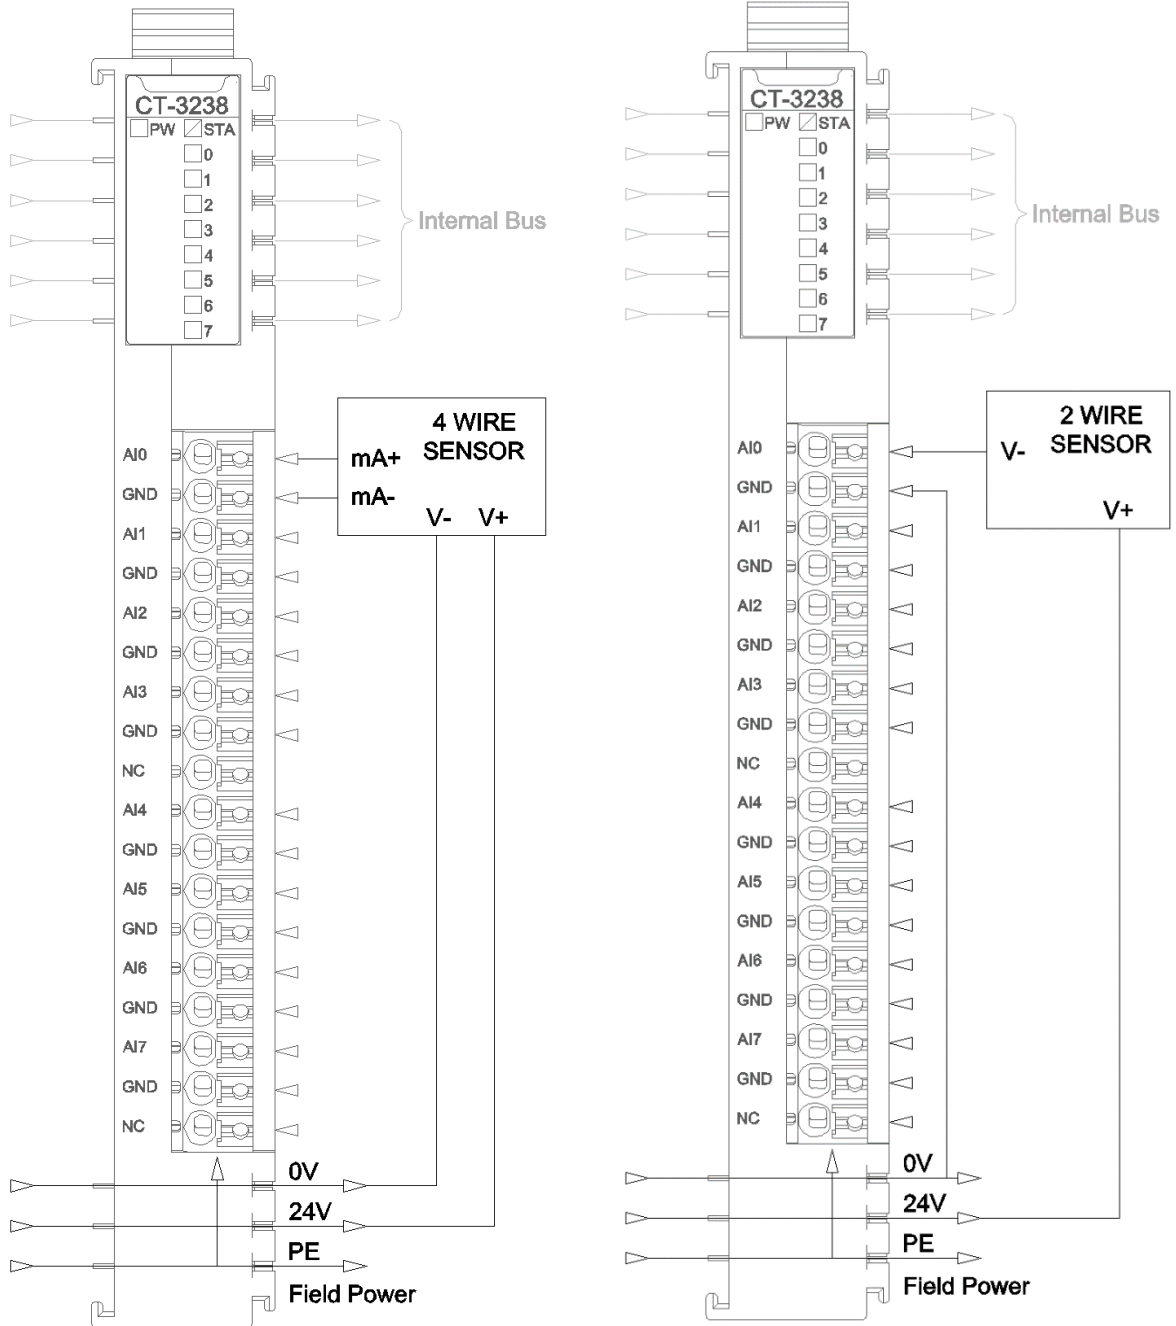 CT-3238
PW STA
0
1
2
3
4
5
6
7
Internal Bus
4 WIRE
SENSOR
mA+
mA-
V- V+
AI0
GND
AI1
GND
AI2
GND
AI3
GND
NC
AI4
GND
AI5
GND
AI6
GND
AI7
GND
NC
0V
24V
PE
Field Power
CT-3238
PW STA
0
1
2
3
4
5
6
7
Internal Bus
2 WIRE
SENSOR
V-
V+
AI0
GND
AI1
GND
AI2
GND
AI3
GND
NC
AI4
GND
AI5
GND
AI6
GND
AI7
GND
NC
0V
24V
PE
Field Power